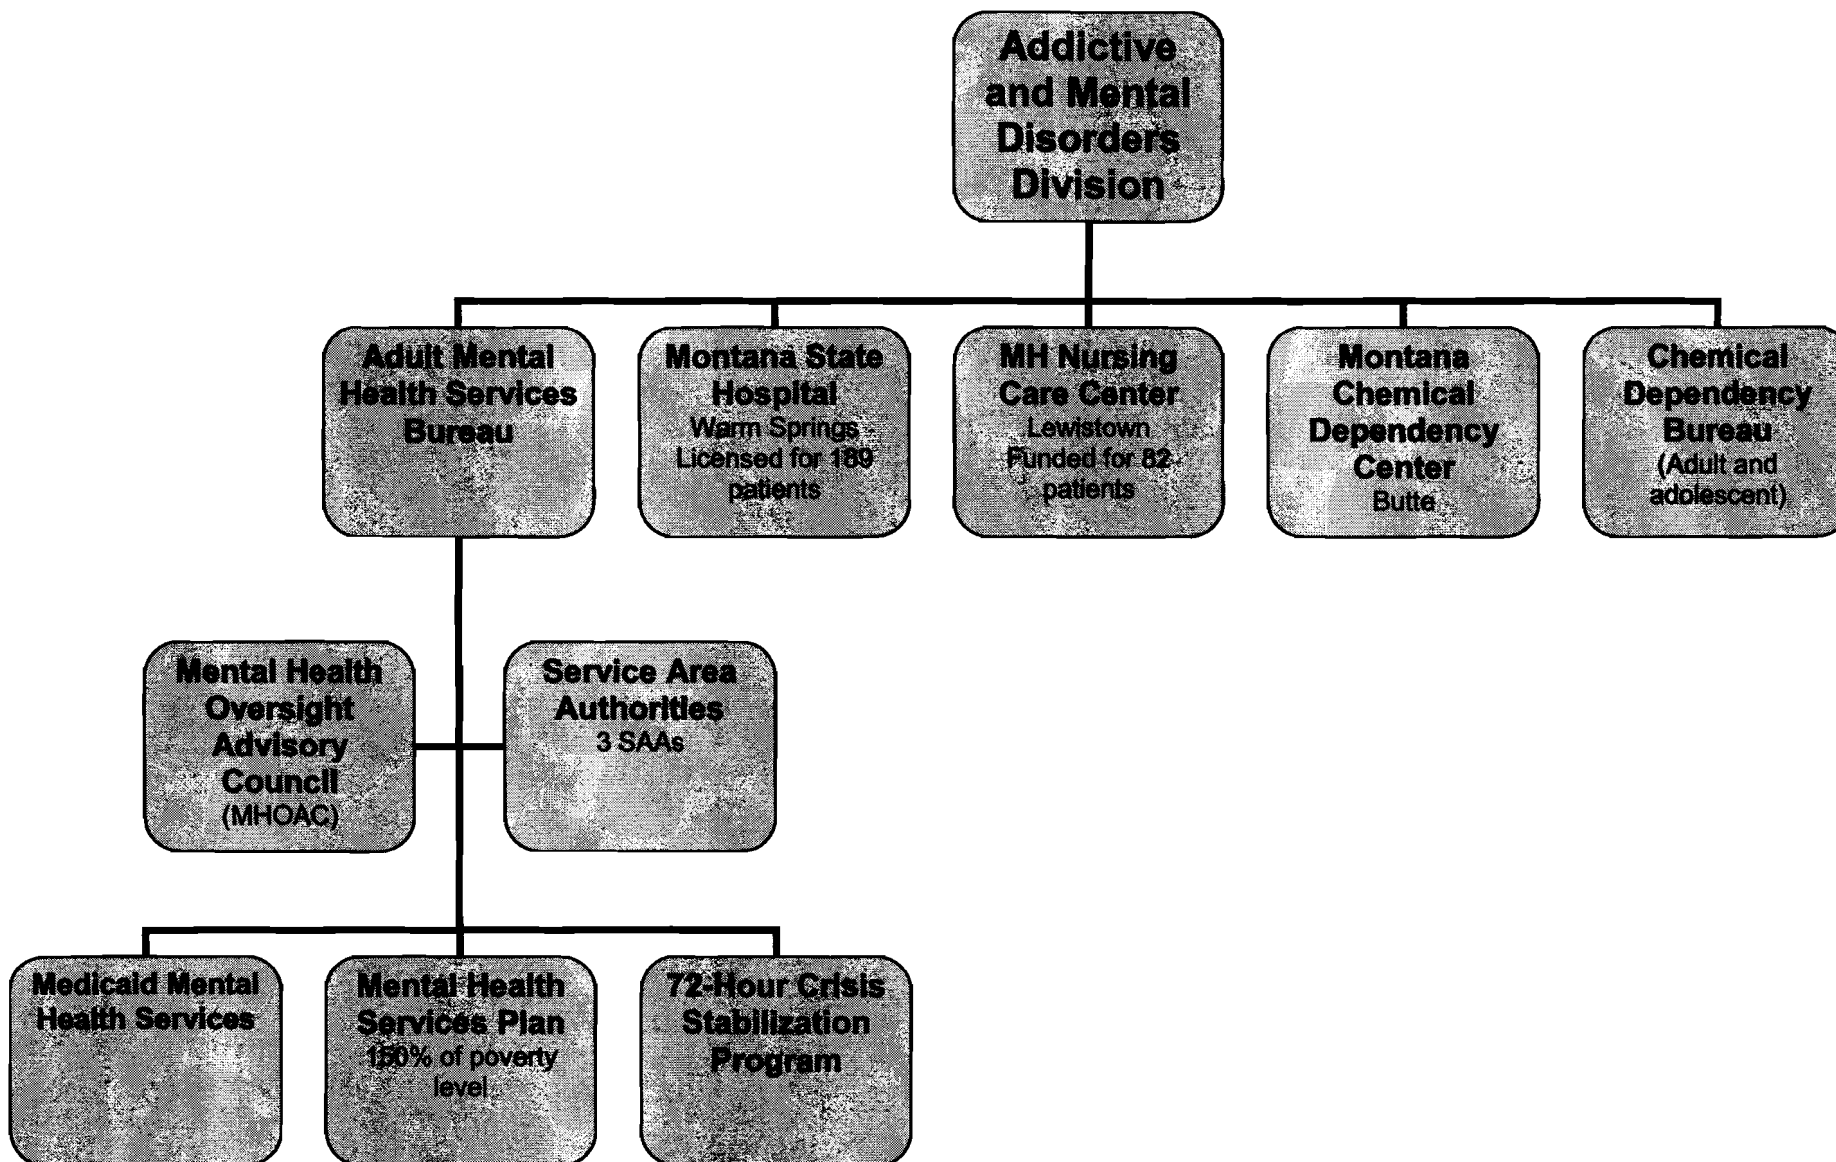 Addictive
and Mental
Disorders
Division
Adult Mental
Health Services
Bureau
Montana State
Hospital
Warm Springs -
Licensed for 189
patients
MH Nursing
Care Center
Lewistown
Funded for 82
patients
Montana
Chemical
Dependency
Center
Butte
Chemical
Dependency
Bureau
(Adult and
adolescent)
Mental Health
Oversight
Advisory
Council
(MHOAC)
Service Area
Authorities
3 SAAs
Medicaid Mental
Health Services
Mental Health
Services Plan
150% of poverty
level
72-Hour Crisis
Stabilization
Program